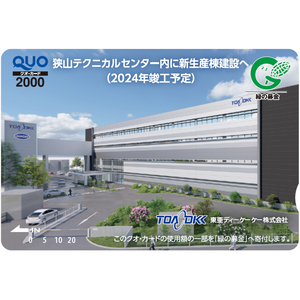 QUO
クオ・カード
2000
狭山テクニカルセンター内に新生産棟建設へ
(2024年竣工予定)
緑の募金
TOA DKK
TOA DKK
TOA DKK 東亜ディーケーケー株式会社
IN
0 5 10 20
このクオ・カードの使用額の一部を「緑の募金」へ寄付します。